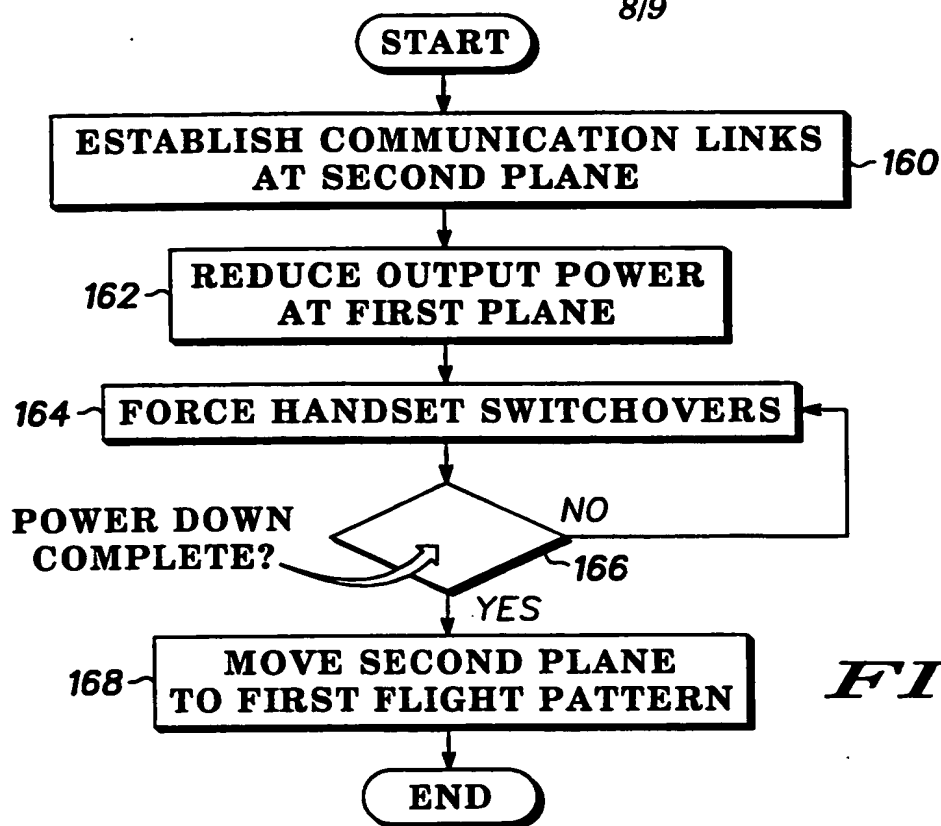 8/9
START
ESTABLISH COMMUNICATION LINKS
AT SECOND PLANE
160
REDUCE OUTPUT POWER
AT FIRST PLANE
162
164
FORCE HANDSET SWITCHOVERS
POWER DOWN
COMPLETE?
NO
166
YES
168
MOVE SECOND PLANE
TO FIRST FLIGHT PATTERN
FI
END